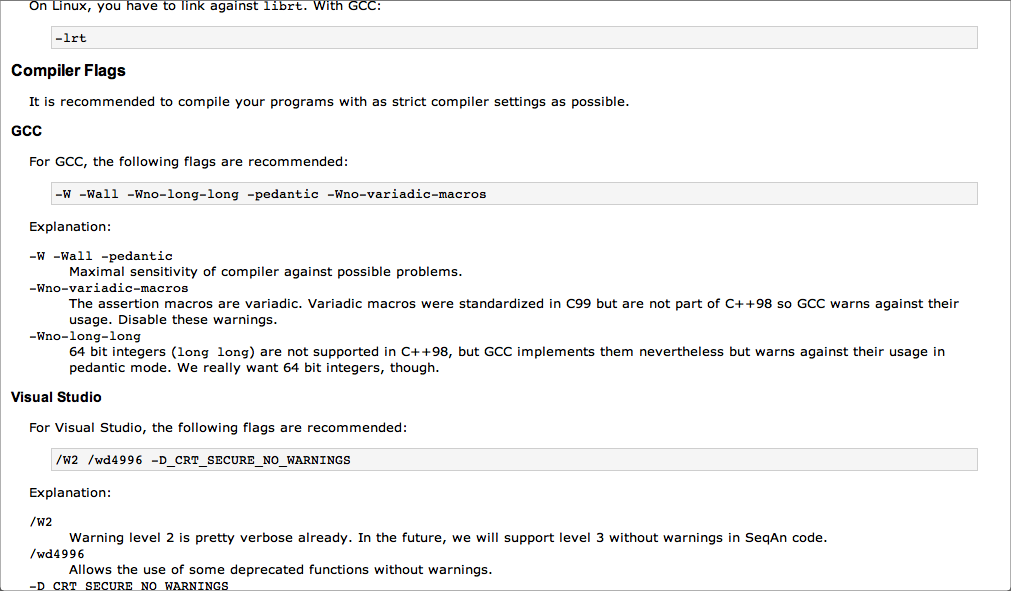 On Linux, you have to link against librt. With GCC:
-lrt
Compiler Flags
It is recommended to compile your programs with as strict compiler settings as possible.
GCC
For GCC, the following flags are recommended:
-W -Wall -Wno-long-long -pedantic -Wno-variadic-macros
Explanation:
-W -Wall -pedantic
Maximal sensitivity of compiler against possible problems.
-Wno-variadic-macros
The assertion macros are variadic. Variadic macros were standardized in C99 but are not part of C++98 so GCC warns against their
usage. Disable these warnings.
-Wno-long-long
64 bit integers (long long) are not supported in C++98, but GCC implements them nevertheless but warns against their usage in
pedantic mode. We really want 64 bit integers, though.
Visual Studio
For Visual Studio, the following flags are recommended:
/W2 /wd4996 -D_CRT_SECURE_NO_WARNINGS
Explanation:
/W2
Warning level 2 is pretty verbose already. In the future, we will support level 3 without warnings in SeqAn code.
/wd4996
Allows the use of some deprecated functions without warnings.
-D_CRT_SECURE_NO_WARNINGS